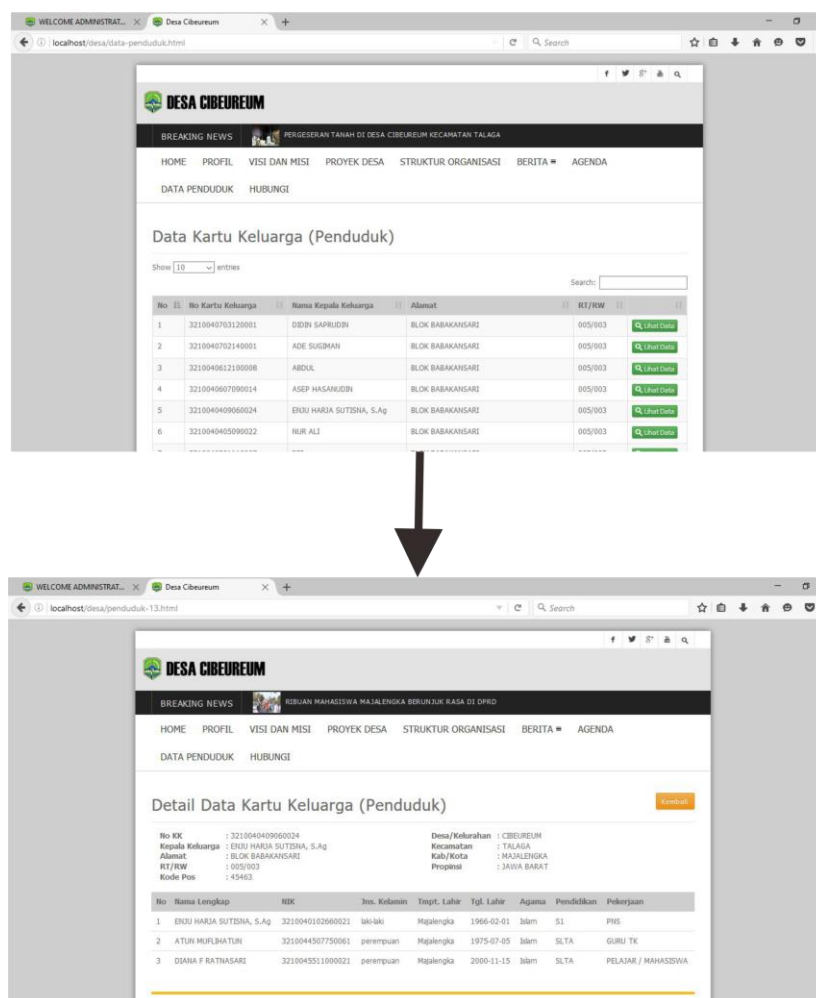 WELCOME ADMINISTRAT... Desa Cibeureum
localhost/desa/data-penduduk.html Search
DESA CIBEUREUM
BREAKING NEWS PERGESERAN TANAH DI DESA CIBEUREUM KECAMATAN TALAGA
HOME PROFIL VISI DAN MISI PROYEK DESA STRUKTUR ORGANISASI BERITA AGENDA
DATA PENDUDUK HUBUNGI
Data Kartu Keluarga (Penduduk)
Show 10 entries
Search:
No No Kartu Keluarga Nama Kepala Keluarga Alamat RT/RW
1 3210040703120001 DIDIN SAPRUDIN BLOK BABAKANSARI 005/003 Lihat Data
2 3210040702140001 ADE SUGIMAN BLOK BABAKANSARI 005/003 Lihat Data
3 3210040612100008 ABDUL BLOK BABAKANSARI 005/003 Lihat Data
4 3210040607090014 ASEP HASANUDIN BLOK BABAKANSARI 005/003 Lihat Data
5 3210040409060024 ENJU HARJA SUTISNA, S.Ag BLOK BABAKANSARI 005/003 Lihat Data
6 3210040405090022 NUR ALI BLOK BABAKANSARI 005/003 Lihat Data
WELCOME ADMINISTRAT... Desa Cibeureum
localhost/desa/penduduk-13.html Search
DESA CIBEUREUM
BREAKING NEWS RIBUAN MAHASISWA MAJALENGKA BERUNJUK RASA DI DPRD
HOME PROFIL VISI DAN MISI PROYEK DESA STRUKTUR ORGANISASI BERITA AGENDA
DATA PENDUDUK HUBUNGI
Detail Data Kartu Keluarga (Penduduk) Kembali
No KK : 3210040409060024 Desa/Kelurahan : CIBEUREUM
Kepala Keluarga : ENJU HARJA SUTISNA, S.Ag Kecamatan : TALAGA
Alamat : BLOK BABAKANSARI Kab/Kota : MAJALENGKA
RT/RW : 005/003 Propinsi : JAWA BARAT
Kode Pos : 45463
No Nama Lengkap NIK Jns. Kelamin Tmpt. Lahir Tgl. Lahir Agama Pendidikan Pekerjaan
1 ENJU HARJA SUTISNA, S.Ag 3210040102660021 laki-laki Majalengka 1966-02-01 Islam S1 PNS
2 ATUN MUFLIHATUN 3210044507750061 perempuan Majalengka 1975-07-05 Islam SLTA GURU TK
3 DIANA F RATNASARI 3210045511000021 perempuan Majalengka 2000-11-15 Islam SLTA PELAJAR / MAHASISWA